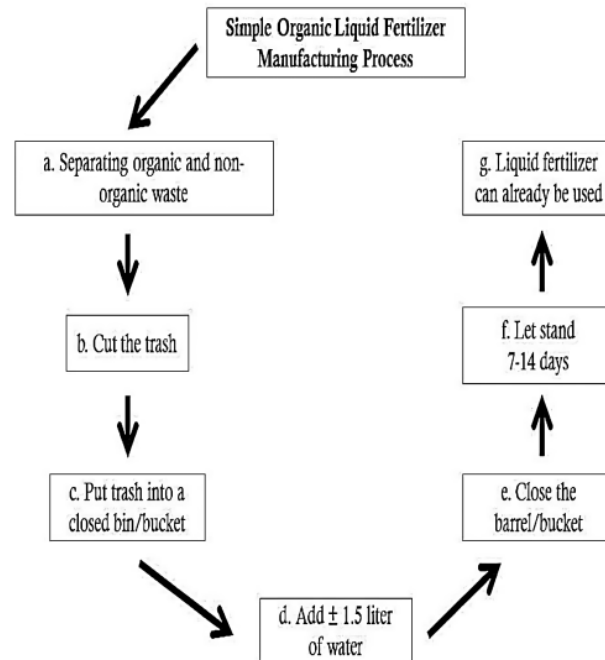 Simple Organic Liquid Fertilizer
Manufacturing Process
a. Separating organic and non-
organic waste
b. Cut the trash
c. Put trash into a
closed bin/bucket
d. Add ± 1.5 liter
of water
e. Close the
barrel/bucket
f. Let stand
7-14 days
g. Liquid fertilizer
can already be used